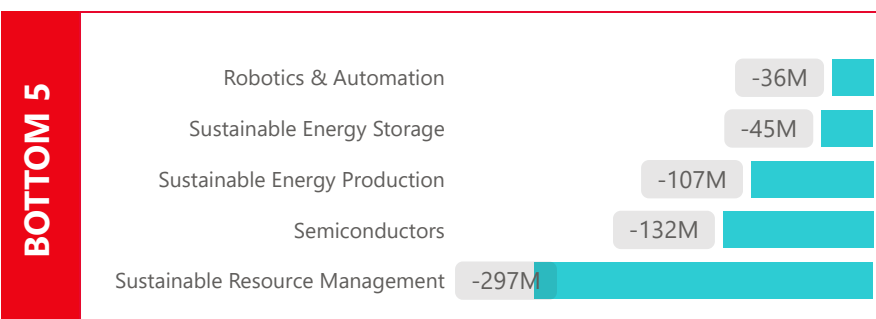 BOTTOM 5
Robotics & Automation -36M
Sustainable Energy Storage -45M
Sustainable Energy Production -107M
Semiconductors -132M
Sustainable Resource Management -297M